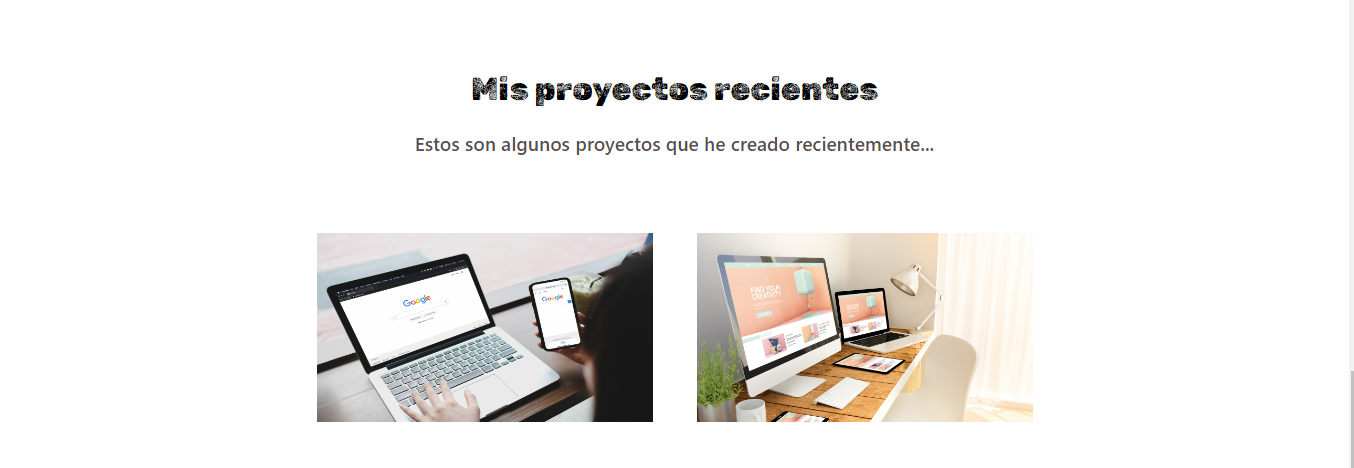 Mis proyectos recientes
Estos son algunos proyectos que he creado recientemente...
Google
Google
FIND YOUR
CREATIVITY